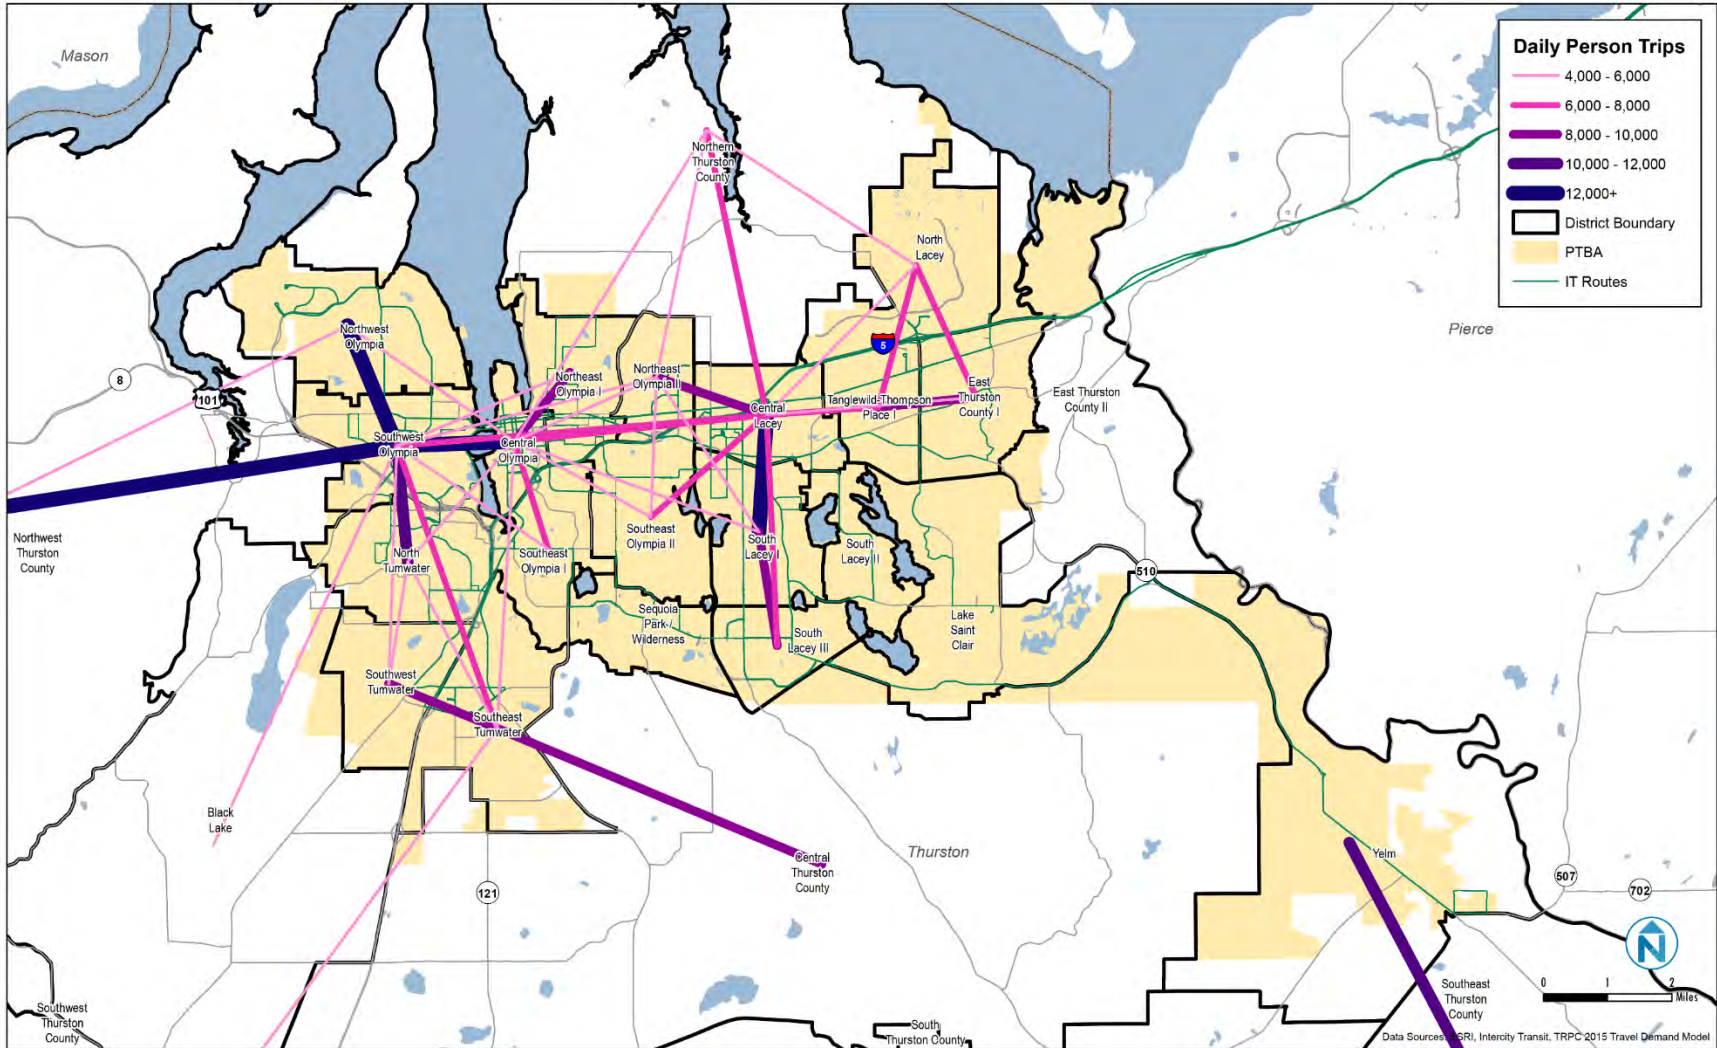 Mason
Daily Person Trips
4,000 - 6,000
6,000 - 8,000
8,000 - 10,000
10,000 - 12,000
12,000+
District Boundary
PTBA
IT Routes
Northern
Thurston
County
North
Lacey
Pierce
5
Northwest
Olympia
8
101
Northeast
Olympia I
Northeast
Olympia II
Central
Lacey
Tanglewild-Thompson
Place I
East
Thurston
County I
East Thurston
County II
Southwest
Olympia
Central
Olympia
Northwest
Thurston
County
North
Tumwater
Southeast
Olympia I
Southeast
Olympia II
South
Lacey I
South
Lacey II
510
Sequoia
Park /
Wilderness
South
Lacey III
Lake
Saint
Clair
Southwest
Tumwater
Southeast
Tumwater
Black
Lake
Central
Thurston
County
Thurston
Yelm
507
702
121
N
Southwest
Thurston
County
South
Thurston County
Southeast
Thurston
County
0 1 2
Miles
Data Sources: ESRI, Intercity Transit, TRPC 2015 Travel Demand Model